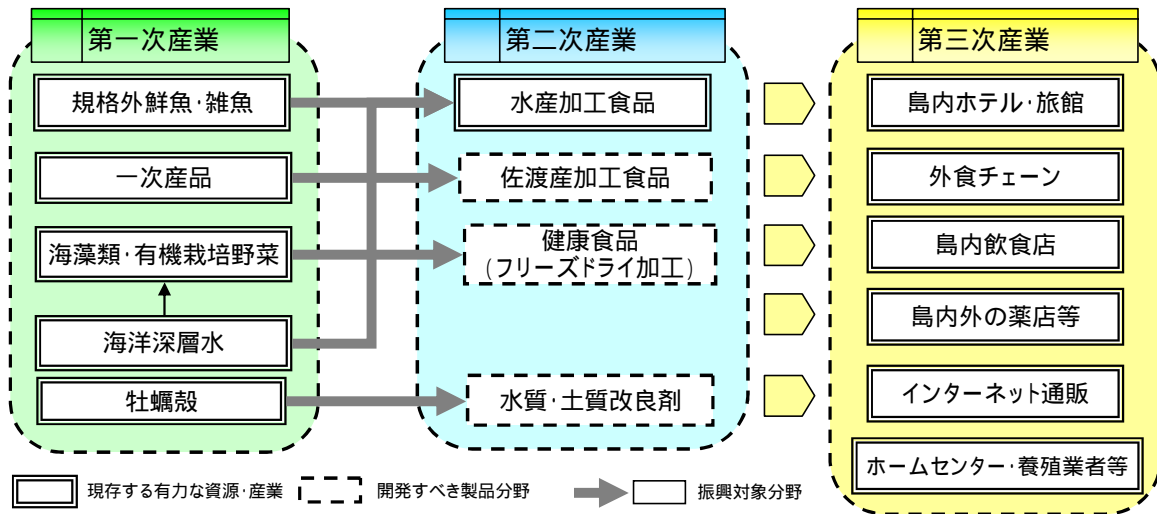 第一次産業
規格外鮮魚・雑魚
一次産品
海藻類・有機栽培野菜
海洋深層水
牡蠣殻
第二次産業
水産加工食品
佐渡産加工食品
健康食品
(フリーズドライ加工)
水質・土質改良剤
第三次産業
島内ホテル・旅館
外食チェーン
島内飲食店
島内外の薬店等
インターネット通販
ホームセンター・養殖業者等
現存する有力な資源・産業
開発すべき製品分野
振興対象分野